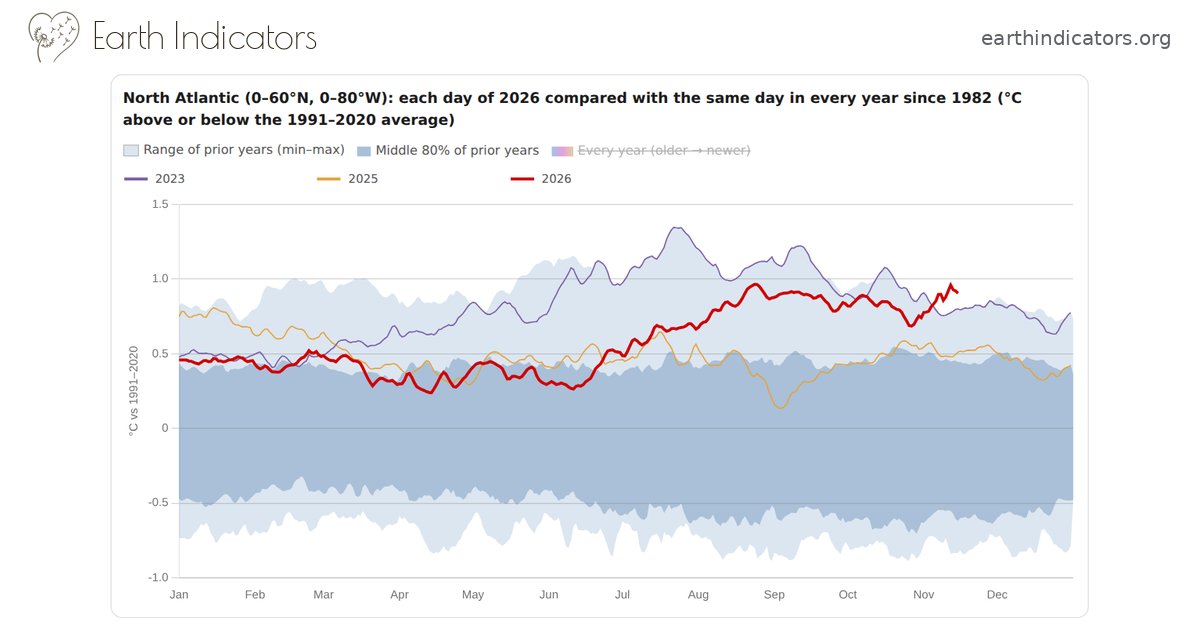 Earth Indicators
earthindicators.org
North Atlantic (0–60°N, 0–80°W): each day of 2026 compared with the same day in every year since 1982 (°C
above or below the 1991–2020 average)
Range of prior years (min–max) Middle 80% of prior years Every year (older → newer)
2023 2025 2026
°C vs 1991–2020
1.5
1.0
0.5
0
-0.5
-1.0
Jan Feb Mar Apr May Jun Jul Aug Sep Oct Nov Dec